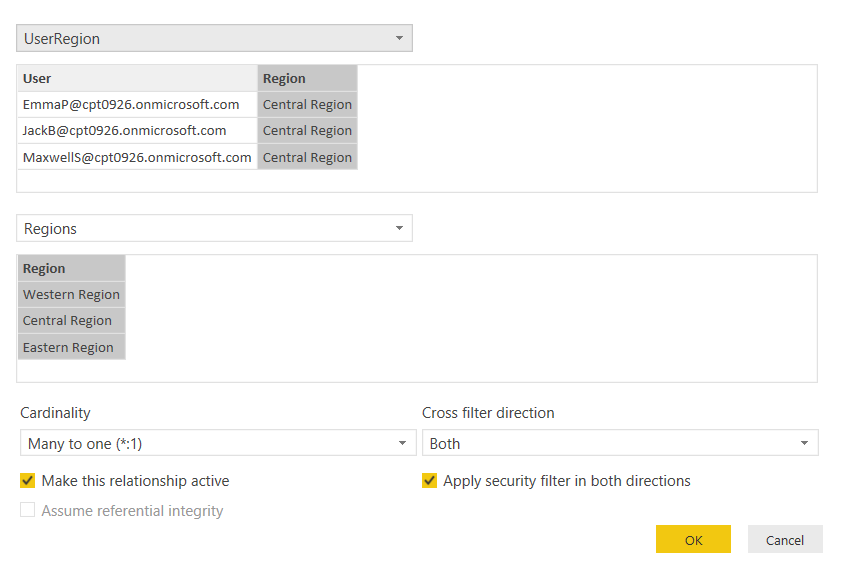 UserRegion
User Region
EmmaP@cpt0926.onmicrosoft.com Central Region
JackB@cpt0926.onmicrosoft.com Central Region
MaxwellS@cpt0926.onmicrosoft.com Central Region
Regions
Region
Western Region
Central Region
Eastern Region
Cardinality Cross filter direction
Many to one (*:1) Both
Make this relationship active Apply security filter in both directions
Assume referential integrity
OK Cancel